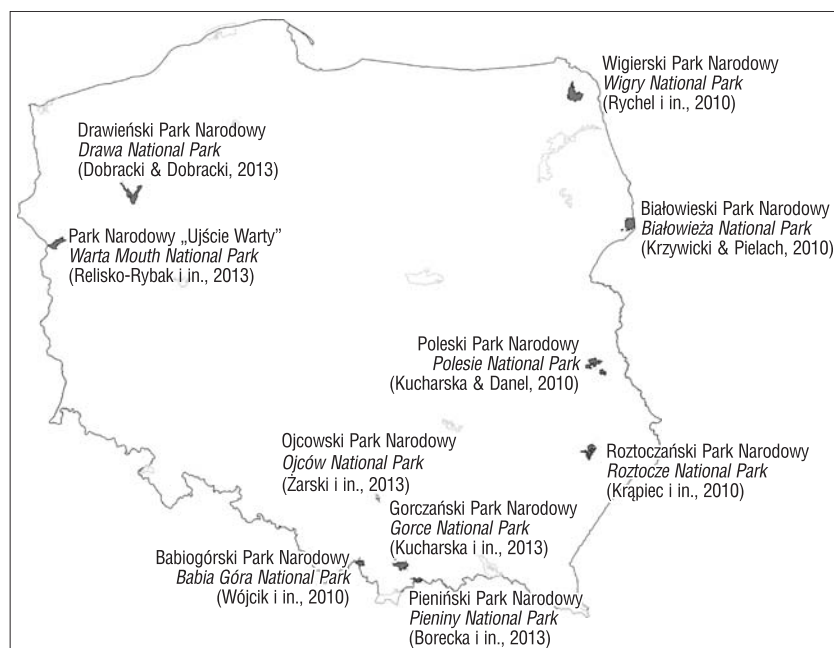 Wigierski Park Narodowy
Wigry National Park
(Rychel i in., 2010)
Drawieński Park Narodowy
Drawa National Park
(Dobracki & Dobracki, 2013)
Białowieski Park Narodowy
Białowieża National Park
(Krzywicki & Pielach, 2010)
Park Narodowy „Ujście Warty”
Warta Mouth National Park
(Relisko-Rybak i in., 2013)
Poleski Park Narodowy
Polesie National Park
(Kucharska & Danel, 2010)
Ojcowski Park Narodowy
Ojców National Park
(Żarski i in., 2013)
Roztoczański Park Narodowy
Roztocze National Park
(Krąpiec i in., 2010)
Gorczański Park Narodowy
Gorce National Park
(Kucharska i in., 2013)
Babiogórski Park Narodowy
Babia Góra National Park
(Wójcik i in., 2010)
Pieniński Park Narodowy
Pieniny National Park
(Borecka i in., 2013)